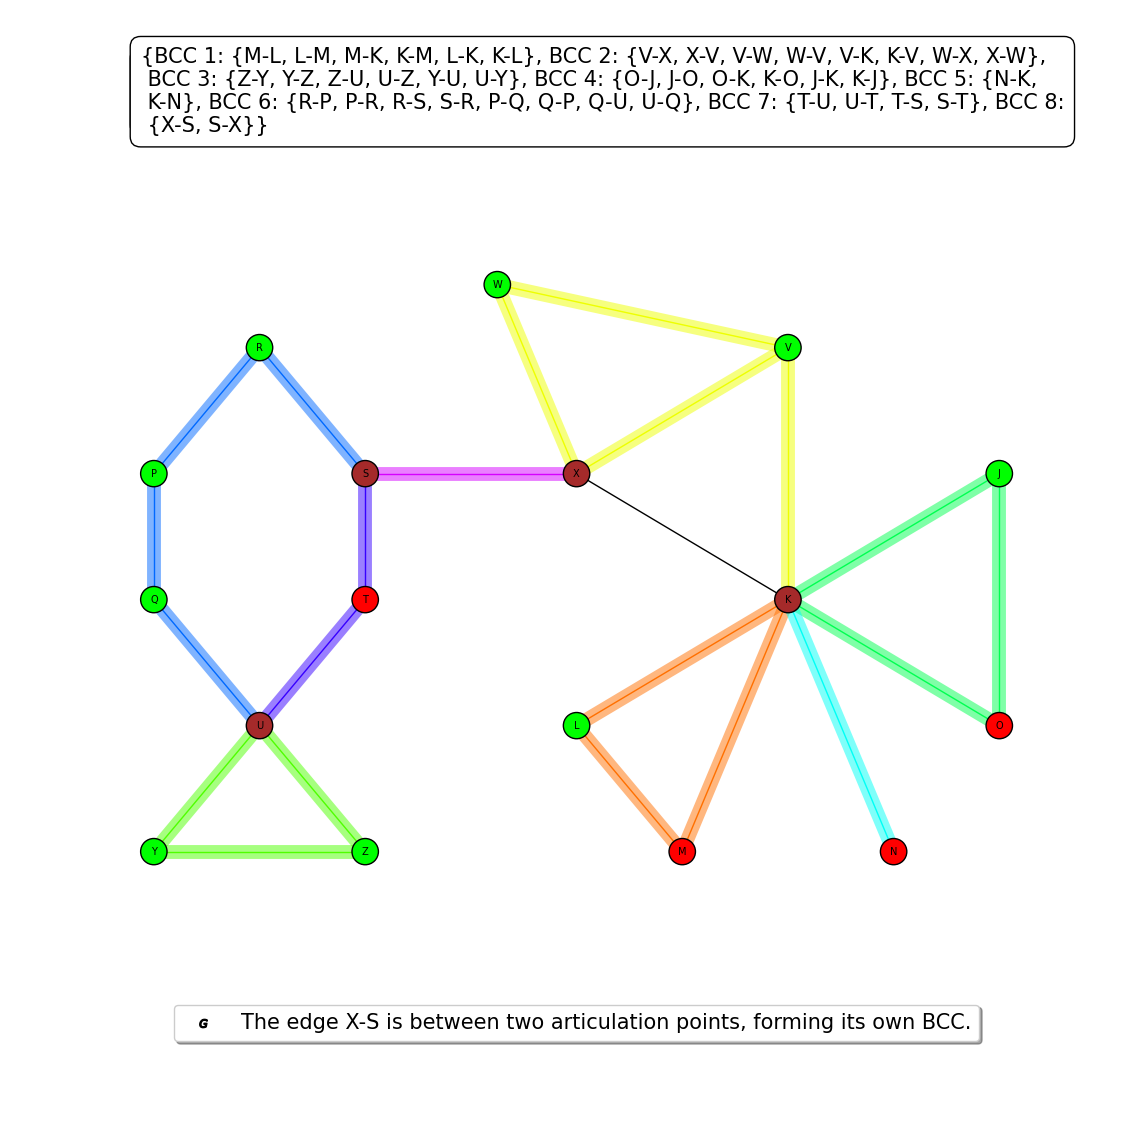 {BCC 1: {M-L, L-M, M-K, K-M, L-K, K-L}, BCC 2: {V-X, X-V, V-W, W-V, V-K, K-V, W-X, X-W},
BCC 3: {Z-Y, Y-Z, Z-U, U-Z, Y-U, U-Y}, BCC 4: {O-J, J-O, O-K, K-O, J-K, K-J}, BCC 5: {N-K,
K-N}, BCC 6: {R-P, P-R, R-S, S-R, P-Q, Q-P, Q-U, U-Q}, BCC 7: {T-U, U-T, T-S, S-T}, BCC 8:
{X-S, S-X}}
W
R
V
P
S
X
J
Q
T
K
U
L
O
Y
Z
M
N
G The edge X-S is between two articulation points, forming its own BCC.